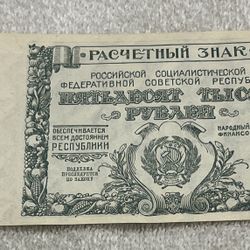 РАСЧЕТНЫЙ ЗНАК
РОССИЙСКОЙ СОЦИАЛИСТИЧЕСКОЙ
ФЕДЕРАТИВНОЙ СОВЕТСКОЙ РЕСПУБ
ПЯТЬДЕСЯТ ТЫС
РУБЛЕЙ
ОБЕСПЕЧИВАЕТСЯ
ВСЕМ ДОСТОЯНИЕМ
РЕСПУБЛИКИ
ПОДДЕЛКА
ПРЕСЛЕДУЕТСЯ
ПО ЗАКОНУ
НАРОДНЫЙ
ФИНАНСО